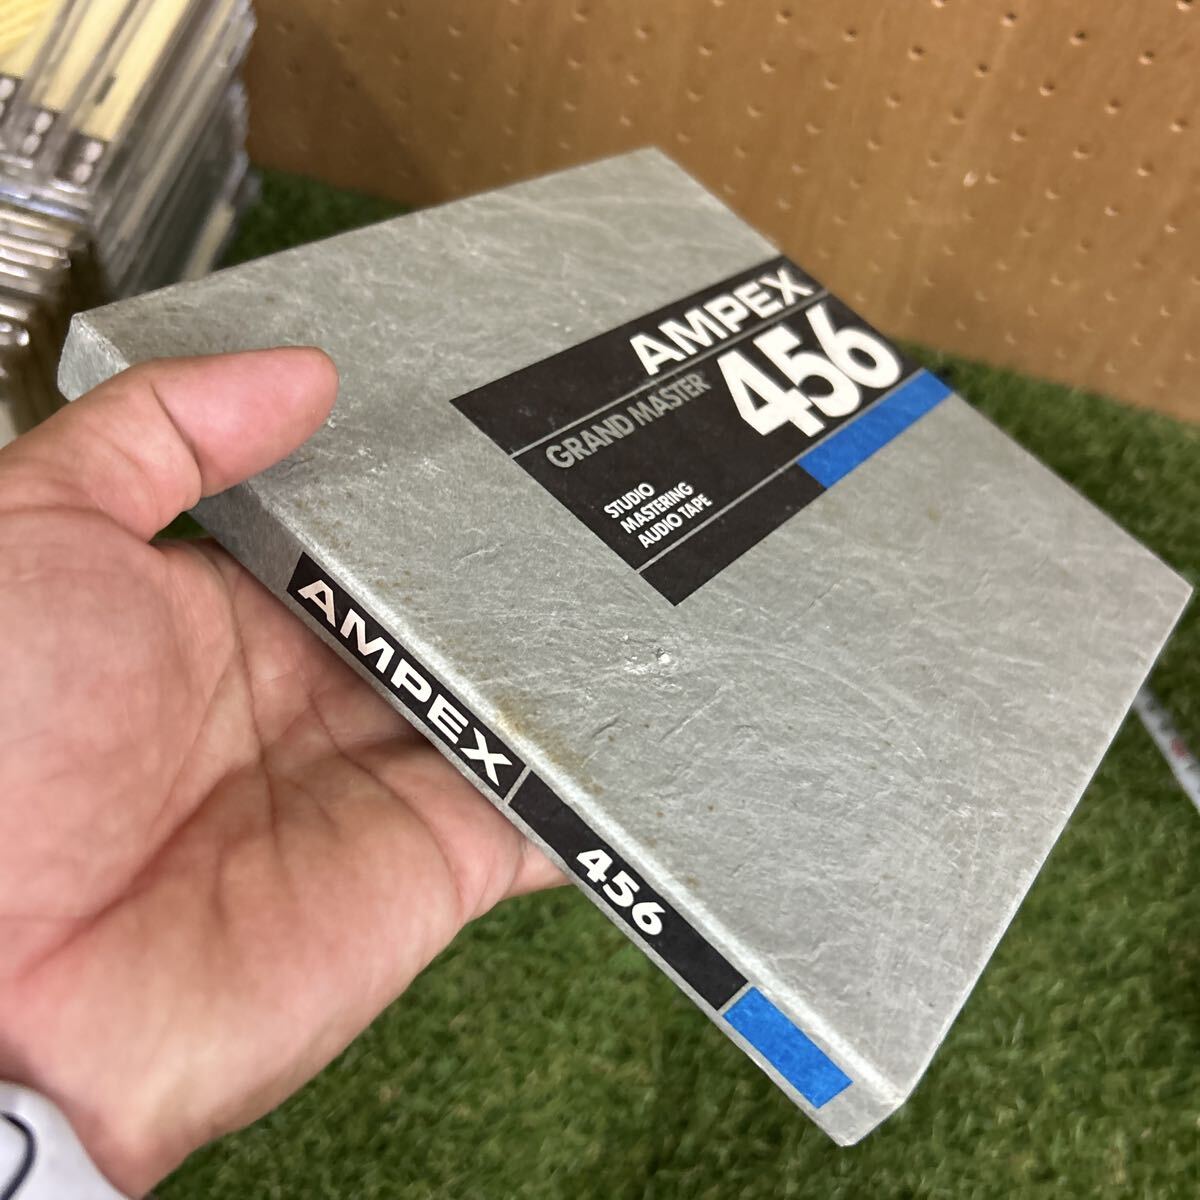 AMPEX
GRAND MASTER 456
STUDIO
MASTERING
AUDIO TAPE
AMPEX 456